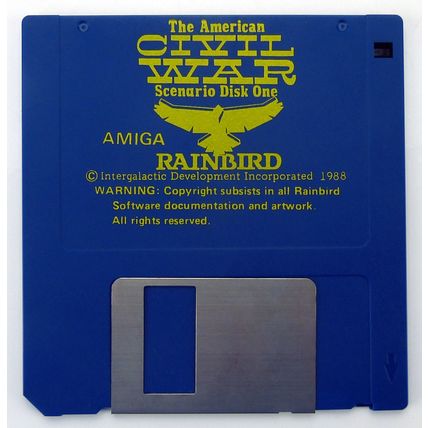 The American
CIVIL
WAR
Scenario Disk One
AMIGA
RAINBIRD
© Intergalactic Development Incorporated 1988
WARNING: Copyright subsists in all Rainbird
Software documentation and artwork.
All rights reserved.